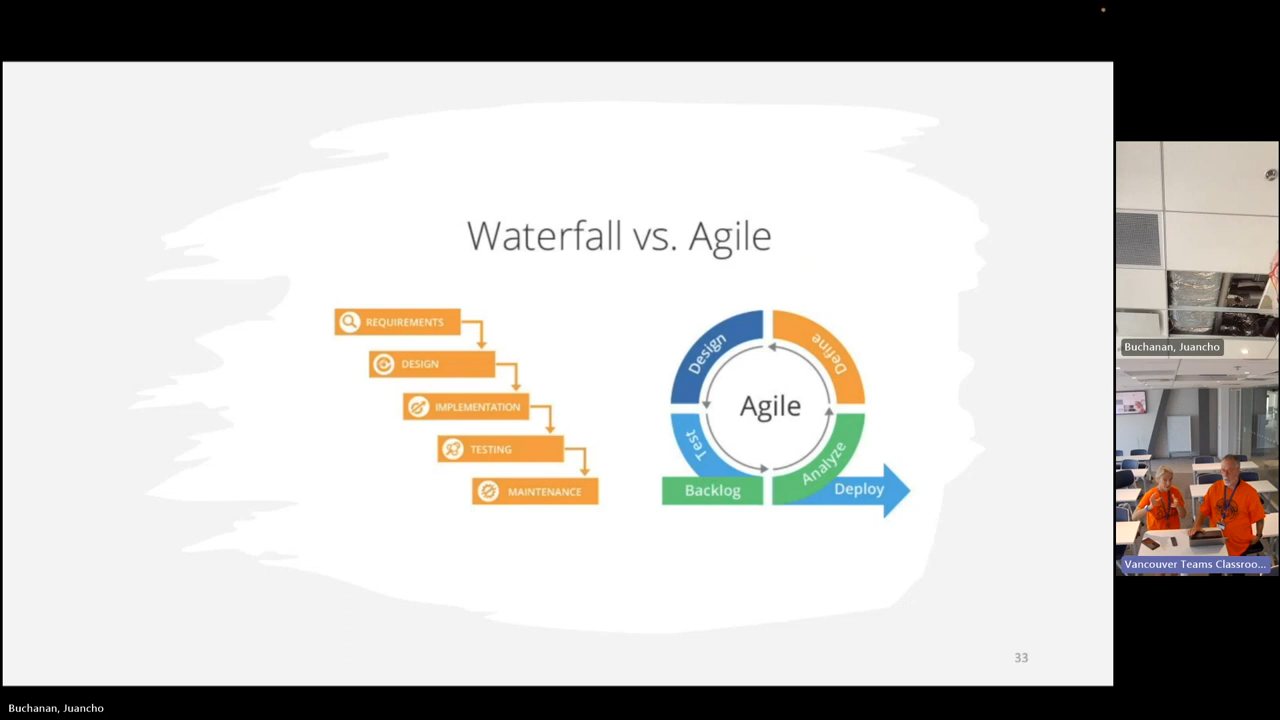 Waterfall vs. Agile
REQUIREMENTS
DESIGN
IMPLEMENTATION
TESTING
MAINTENANCE
Design
Define
Agile
Test
Analyze
Backlog
Deploy
33
Buchanan, Juancho
Vancouver Teams Classroo...
Buchanan, Juancho